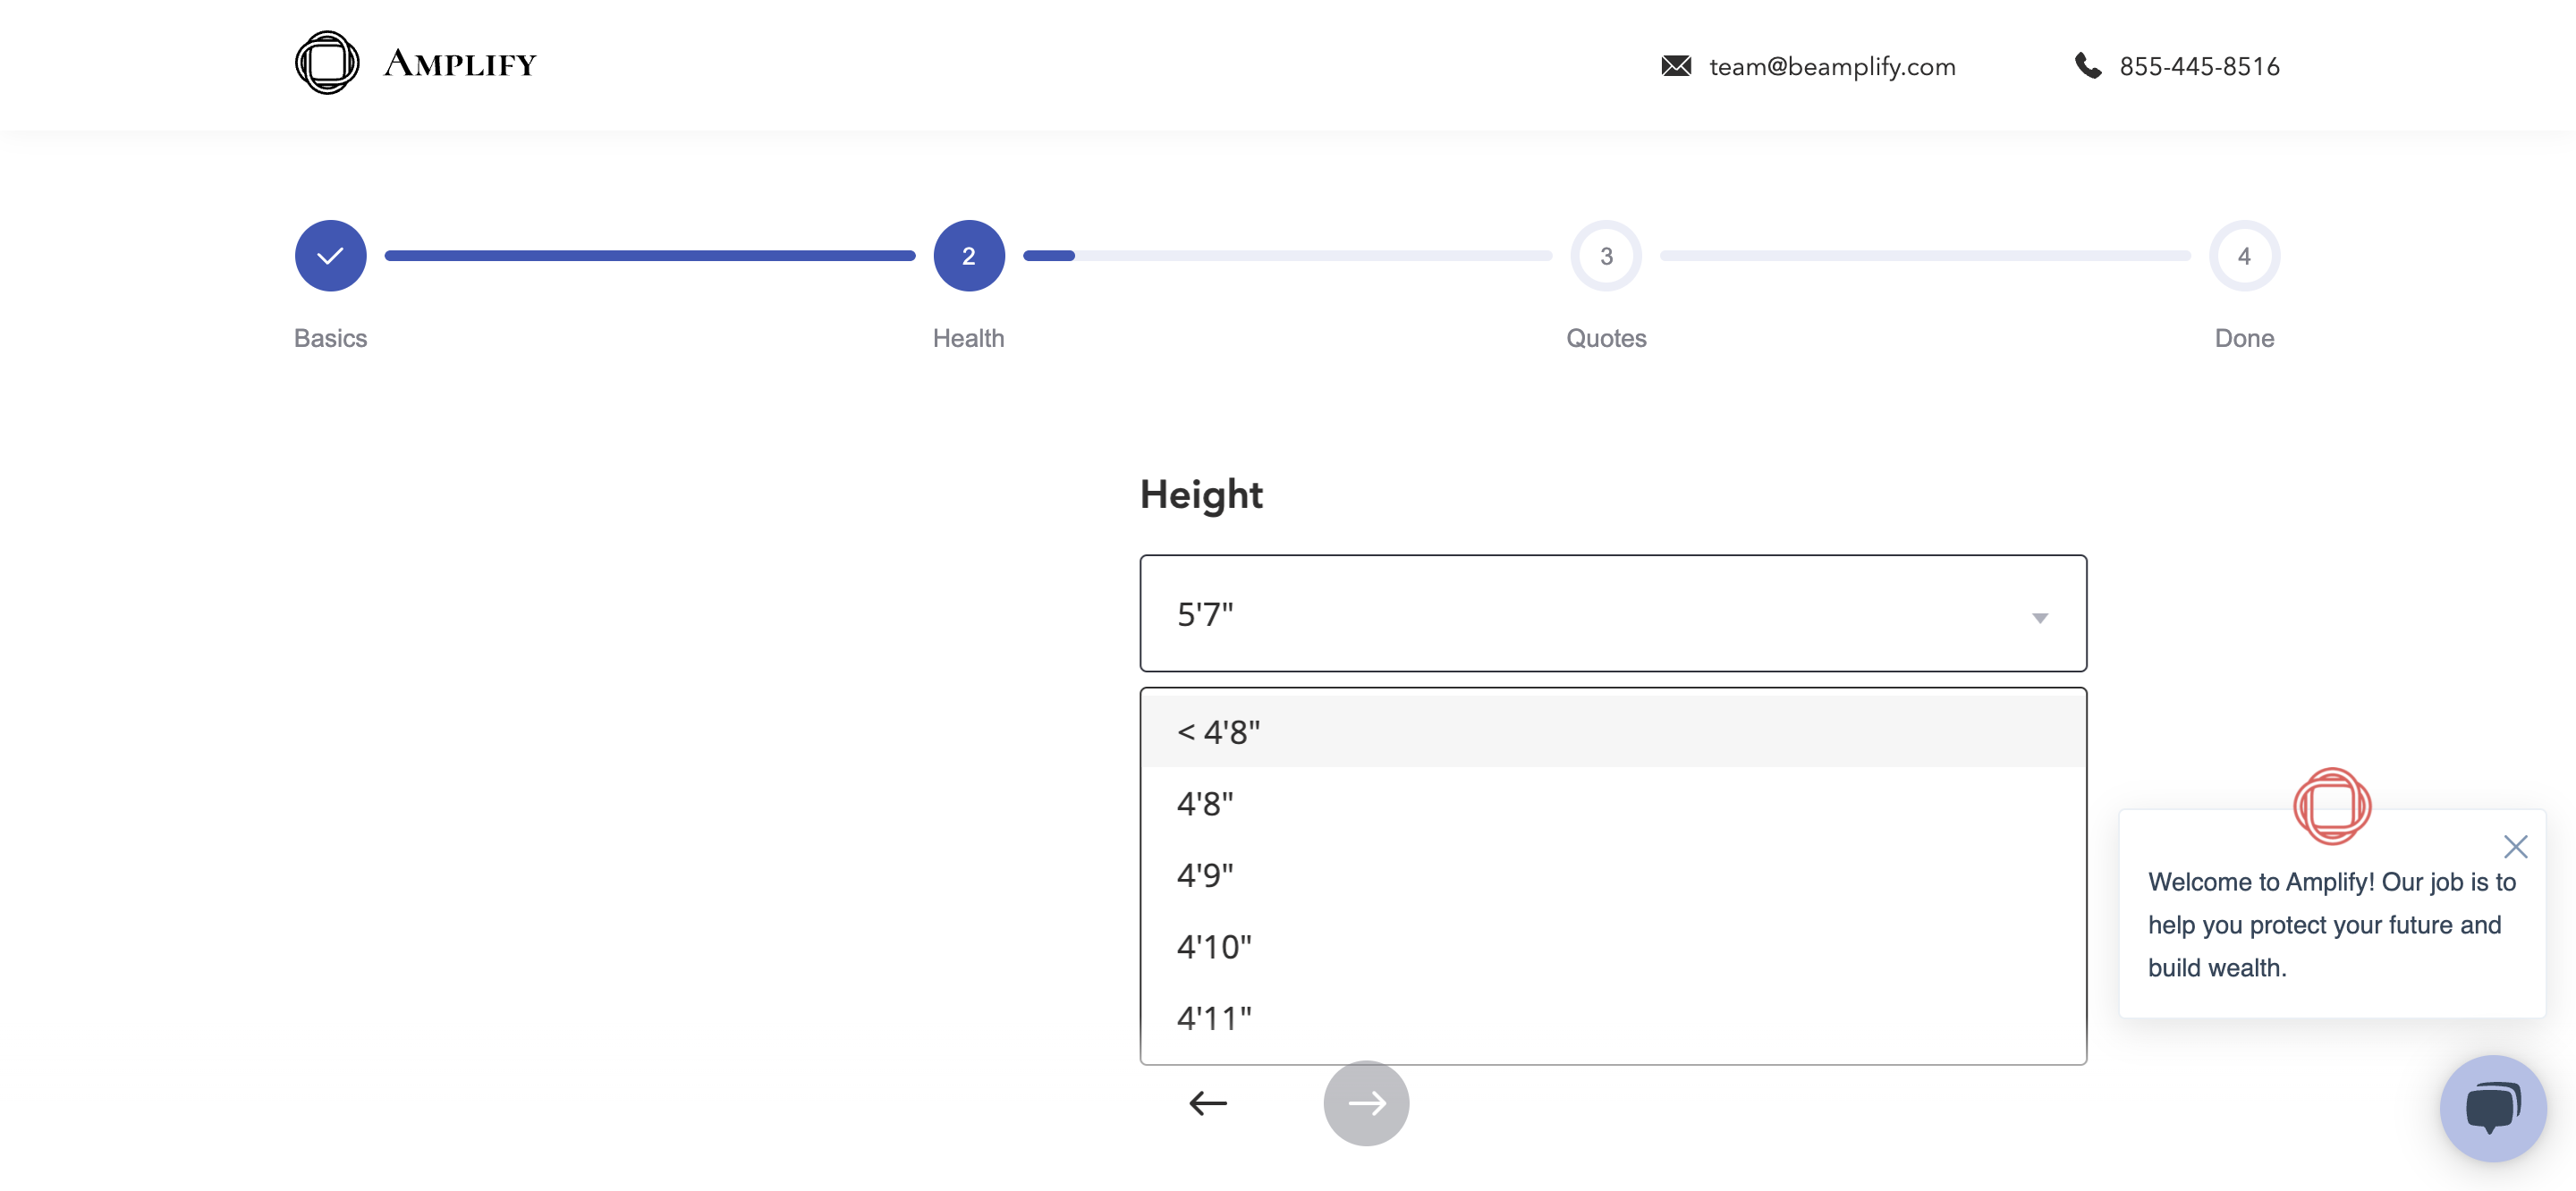 AMPLIFY
team@beamplify.com
855-445-8516
2
3
4
Basics
Health
Quotes
Done
Height
5'7"
< 4'8"
4'8"
4'9"
4'10"
4'11"
Welcome to Amplify! Our job is to
help you protect your future and
build wealth.